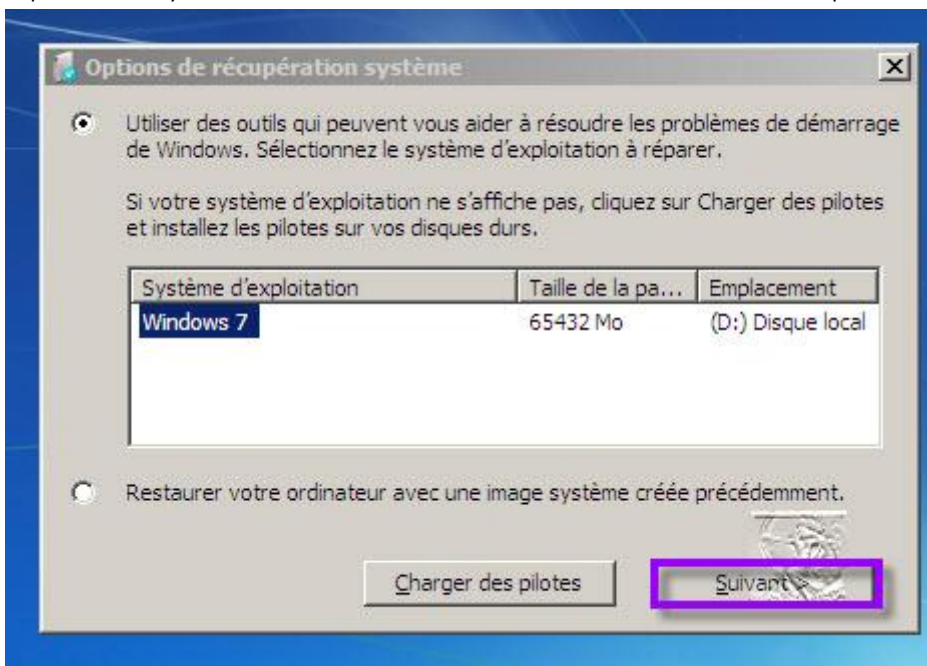 Options de récupération système
Utiliser des outils qui peuvent vous aider à résoudre les problèmes de démarrage
de Windows. Sélectionnez le système d'exploitation à réparer.
Si votre système d'exploitation ne s'affiche pas, cliquez sur Charger des pilotes
et installez les pilotes sur vos disques durs.
Système d'exploitation Taille de la pa... Emplacement
Windows 7 65432 Mo (D:) Disque local
Restaurer votre ordinateur avec une image système créée précédemment.
Charger des pilotes Suivant >